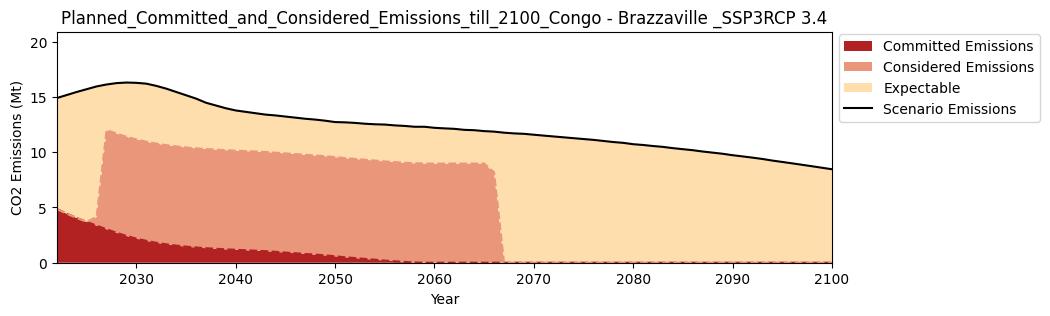 Planned_Committed_and_Considered_Emissions_till_2100_Congo - Brazzaville _SSP3RCP 3.4
Committed Emissions
Considered Emissions
Expectable
Scenario Emissions
CO2 Emissions (Mt)
20
15
10
5
0
2030 2040 2050 2060 2070 2080 2090 2100
Year